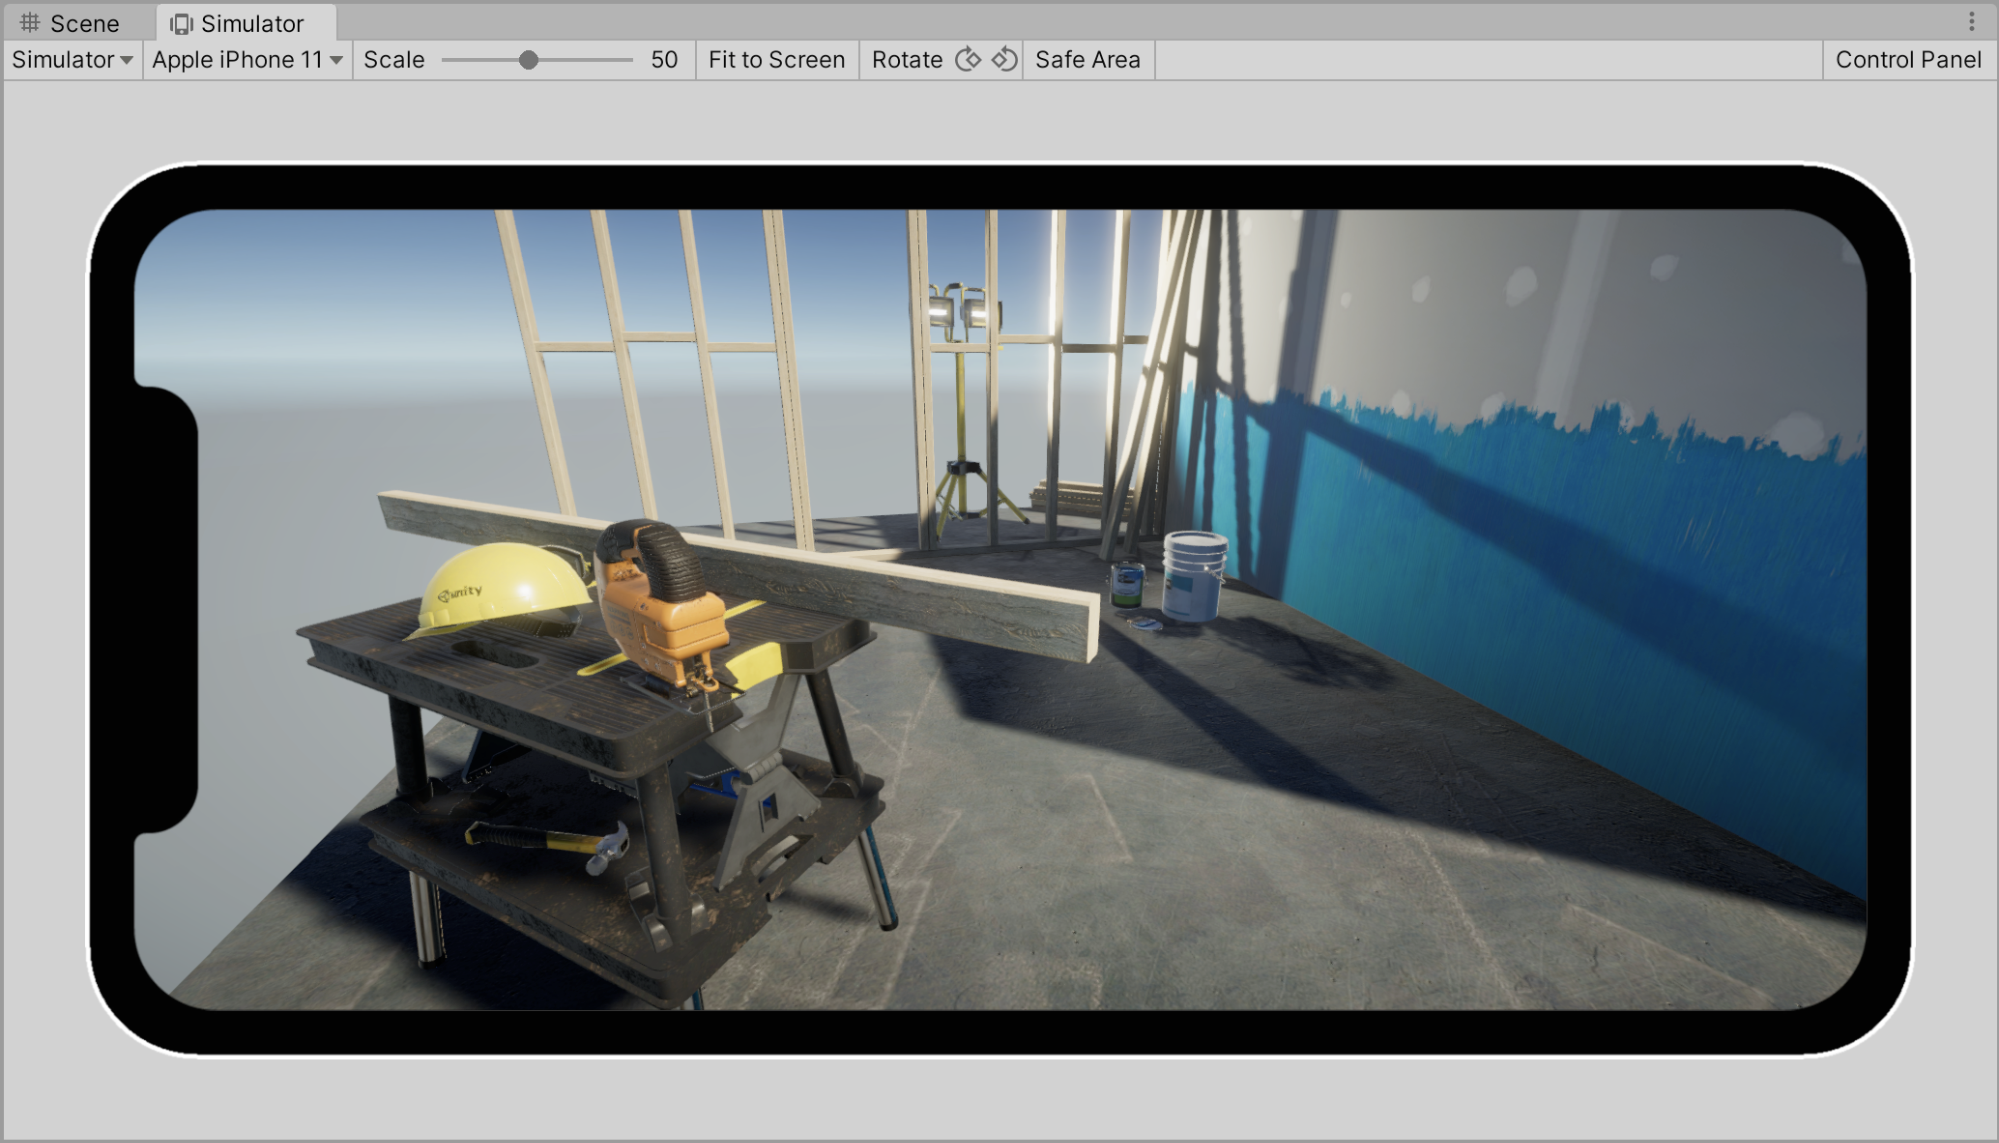 Scene Simulator
Simulator Apple iPhone 11 Scale 50 Fit to Screen Rotate Safe Area Control Panel
unity